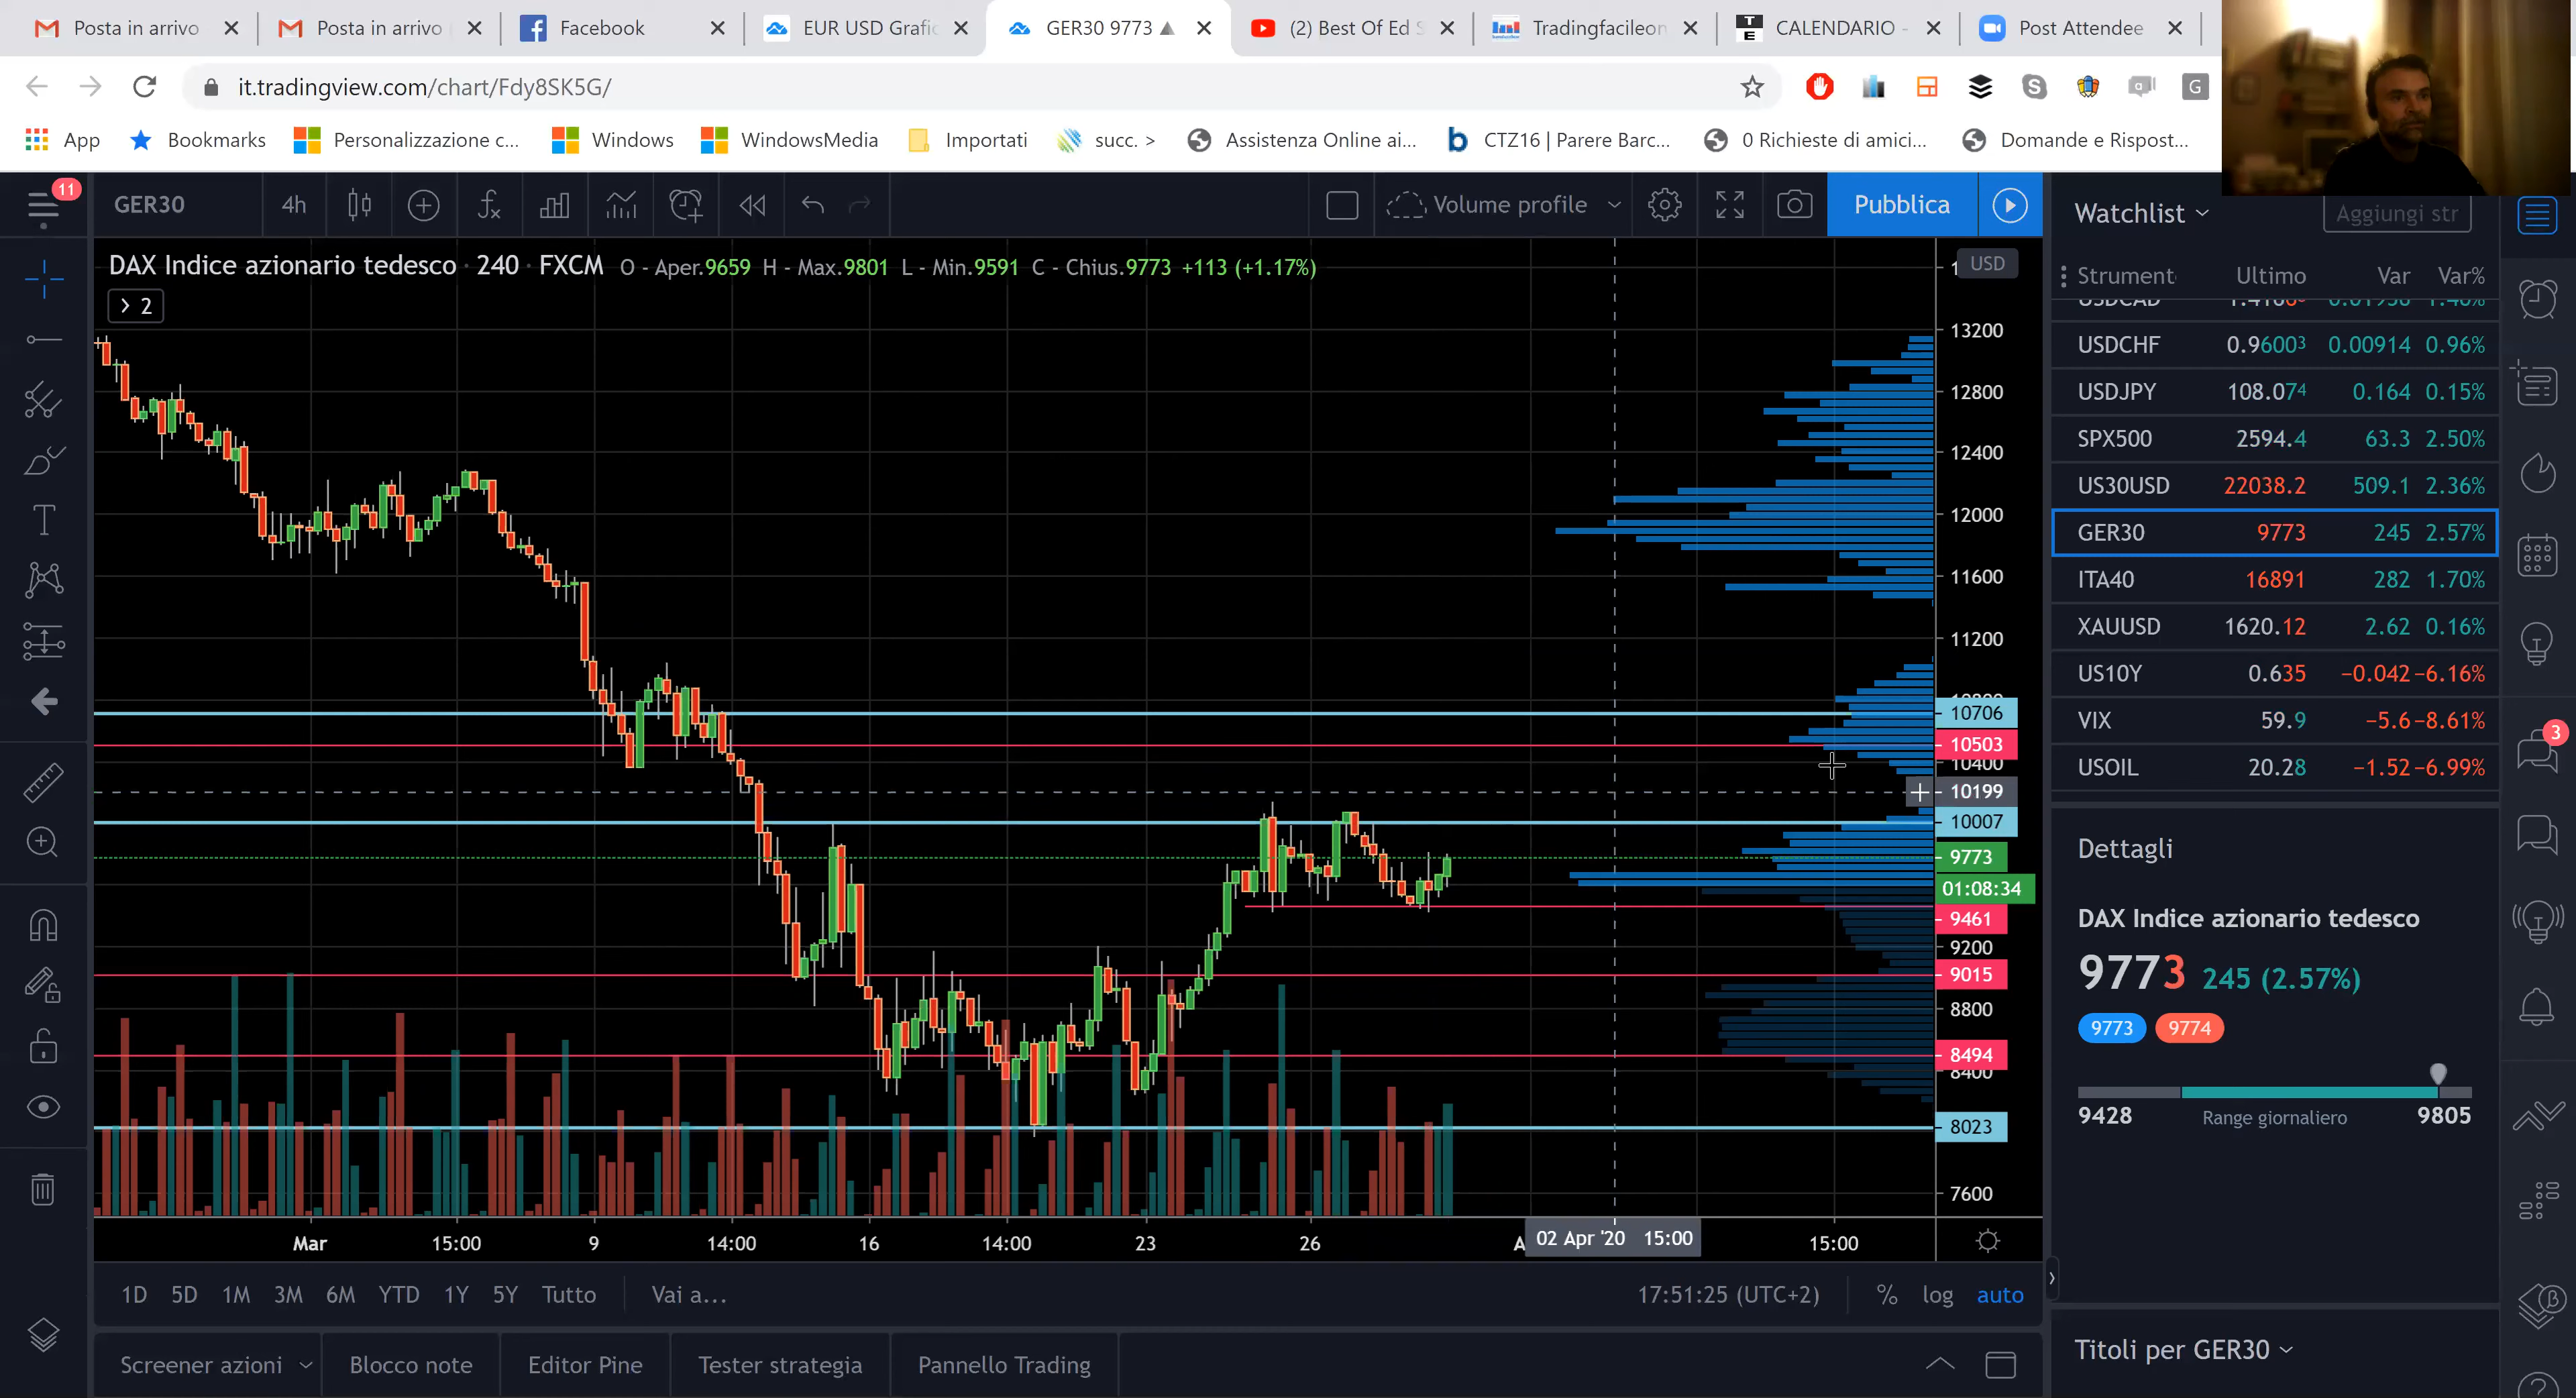 Posta in arrivo
Posta in arrivo
Facebook
EUR USD Grafic
GER30 9773 ▲
(2) Best Of Ed S
Tradingfacileon
CALENDARIO -
Post Attendee
it.tradingview.com/chart/Fdy8SK5G/
App
Bookmarks
Personalizzazione c...
Windows
WindowsMedia
Importati
succ. >
Assistenza Online ai...
CTZ16 | Parere Barc...
0 Richieste di amici...
Domande e Rispost...
11
GER30
4h
Volume profile
Pubblica
Watchlist
Aggiungi str
DAX Indice azionario tedesco · 240 · FXCM O - Aper.9659 H - Max.9801 L - Min.9591 C - Chius.9773 +113 (+1.17%)
> 2
USD
Strument Ultimo Var Var%
USDCHF 0.96003 0.00914 0.96%
USDJPY 108.074 0.164 0.15%
SPX500 2594.4 63.3 2.50%
US30USD 22038.2 509.1 2.36%
GER30 9773 245 2.57%
ITA40 16891 282 1.70%
XAUUSD 1620.12 2.62 0.16%
US10Y 0.635 −0.042 −6.16%
VIX 59.9 −5.6 −8.61%
USOIL 20.28 −1.52 −6.99%
3
13200
12800
12400
12000
11600
11200
10706
10503
10400
10199
10007
9773
01:08:34
9461
9200
9015
8800
8494
8400
8023
7600
Dettagli
DAX Indice azionario tedesco
9773 245 (2.57%)
9773 9774
9428 Range giornaliero 9805
Mar 15:00 9 14:00 16 14:00 23 26 A 02 Apr '20 15:00 15:00
1D 5D 1M 3M 6M YTD 1Y 5Y Tutto Vai a... 17:51:25 (UTC+2) % log auto
Screener azioni Blocco note Editor Pine Tester strategia Pannello Trading
Titoli per GER30